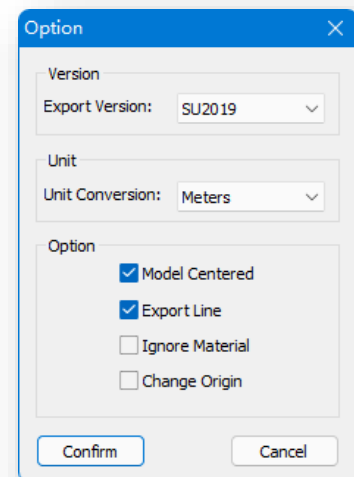 Option
Version
Export Version: SU2019
Unit
Unit Conversion: Meters
Option
Model Centered
Export Line
Ignore Material
Change Origin
Confirm Cancel